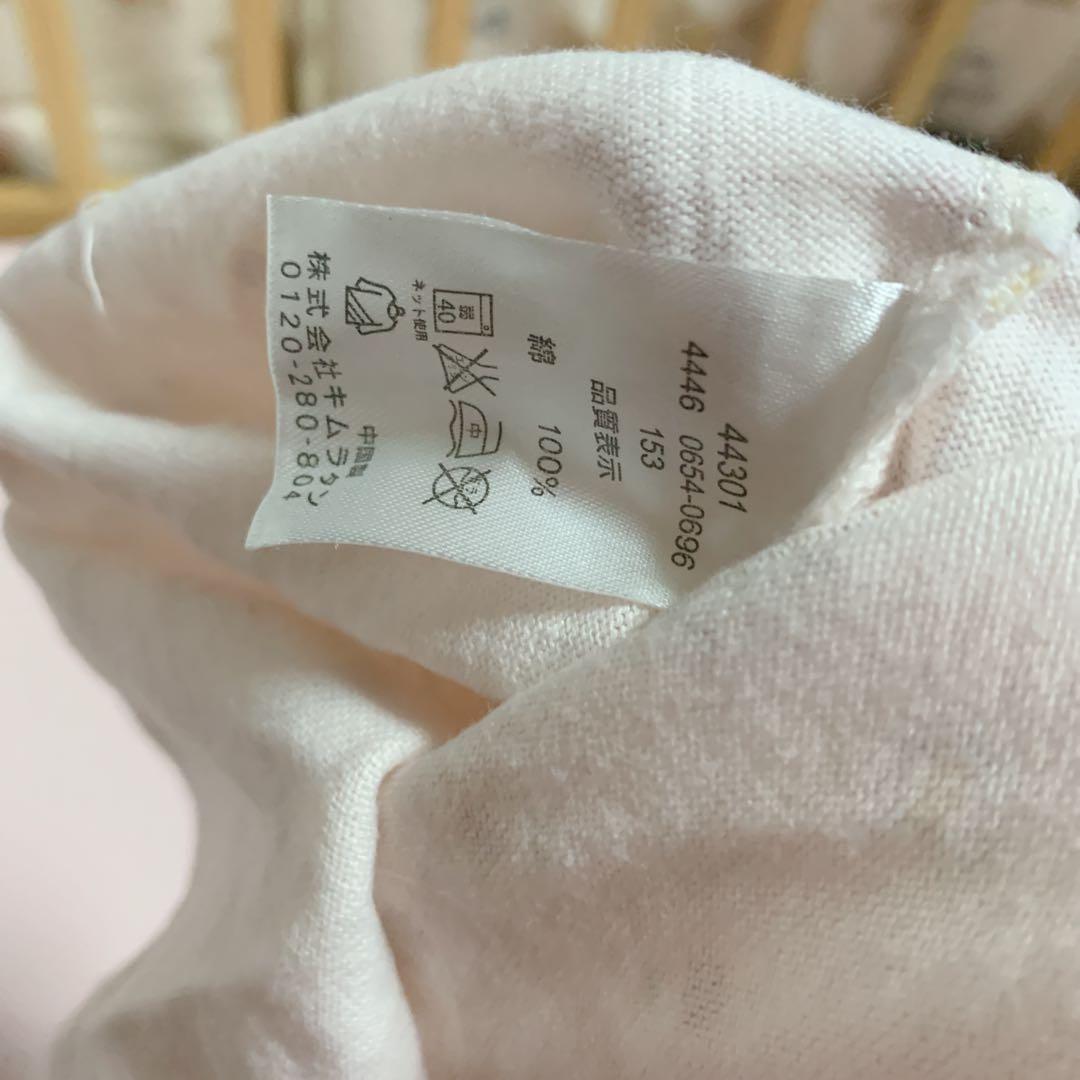 44301
4446 0654-0696
153
品質表示
綿 100%
弱
40
中
ネット使用
中国製
株式会社キムラタン
0120-280-804